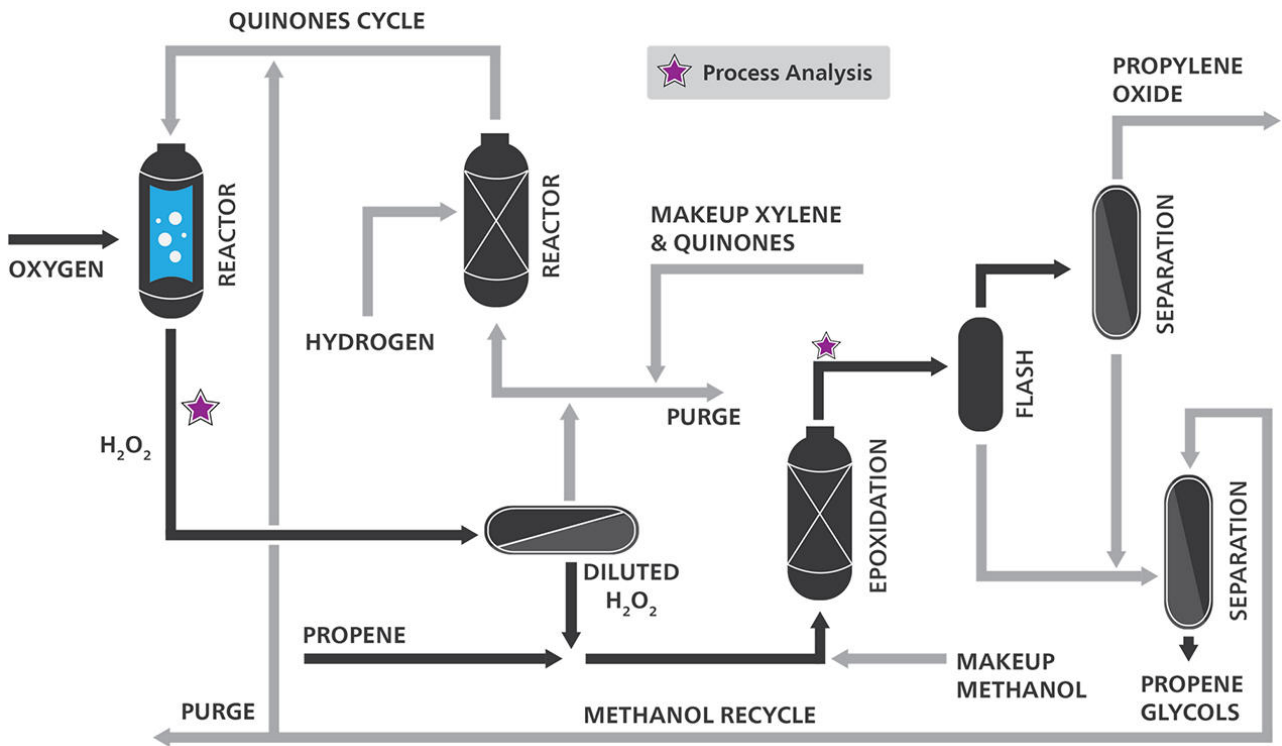 QUINONES CYCLE
Process Analysis
PROPYLENE
OXIDE
REACTOR
REACTOR
SEPARATION
MAKEUP XYLENE
& QUINONES
OXYGEN
HYDROGEN
FLASH
PURGE
H₂O₂
EPOXIDATION
SEPARATION
DILUTED
H₂O₂
PROPENE
MAKEUP
METHANOL
PROPENE
GLYCOLS
PURGE
METHANOL RECYCLE